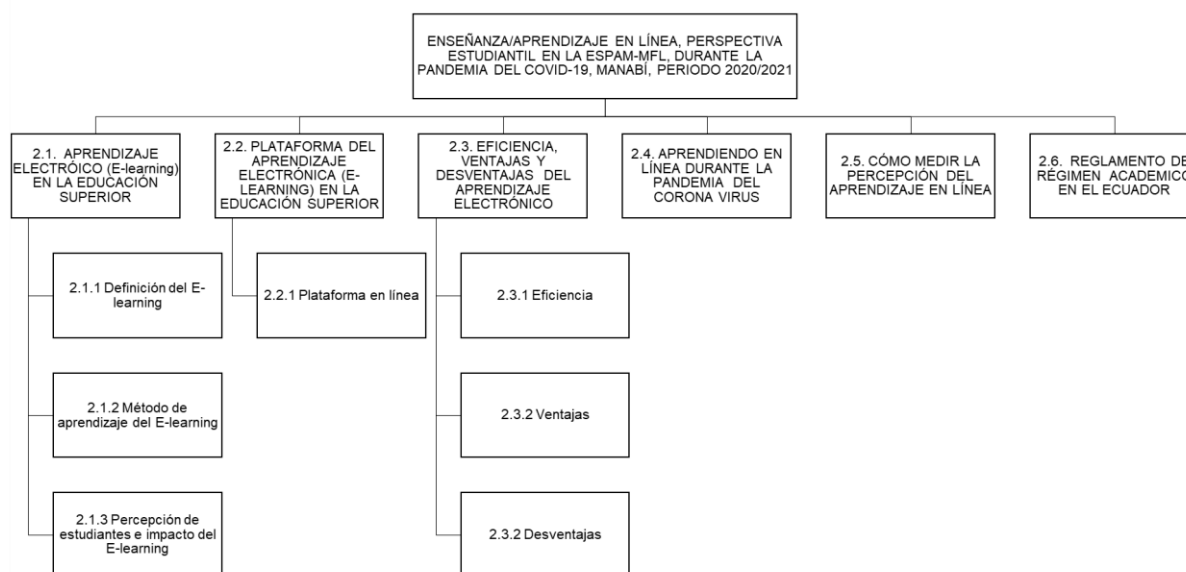 ENSEÑANZA/APRENDIZAJE EN LÍNEA, PERSPECTIVA
ESTUDIANTIL EN LA ESPAM-MFL, DURANTE LA
PANDEMIA DEL COVID-19, MANABÍ, PERIODO 2020/2021
2.1. APRENDIZAJE
ELECTRÓICO (E-learning)
EN LA EDUCACIÓN
SUPERIOR
2.2. PLATAFORMA DEL
APRENDIZAJE
ELECTRÓNICA (E-
LEARNING) EN LA
EDUCACIÓN SUPERIOR
2.3. EFICIENCIA,
VENTAJAS Y
DESVENTAJAS DEL
APRENDIZAJE
ELECTRÓNICO
2.4. APRENDIENDO EN
LÍNEA DURANTE LA
PANDEMIA DEL
CORONA VIRUS
2.5. CÓMO MEDIR LA
PERCEPCIÓN DEL
APRENDIZAJE EN LÍNEA
2.6. REGLAMENTO DE
RÉGIMEN ACADEMICO
EN EL ECUADOR
2.1.1 Definición del E-
learning
2.2.1 Plataforma en línea
2.3.1 Eficiencia
2.1.2 Método de
aprendizaje del E-learning
2.3.2 Ventajas
2.1.3 Percepción de
estudiantes e impacto del
E-learning
2.3.2 Desventajas